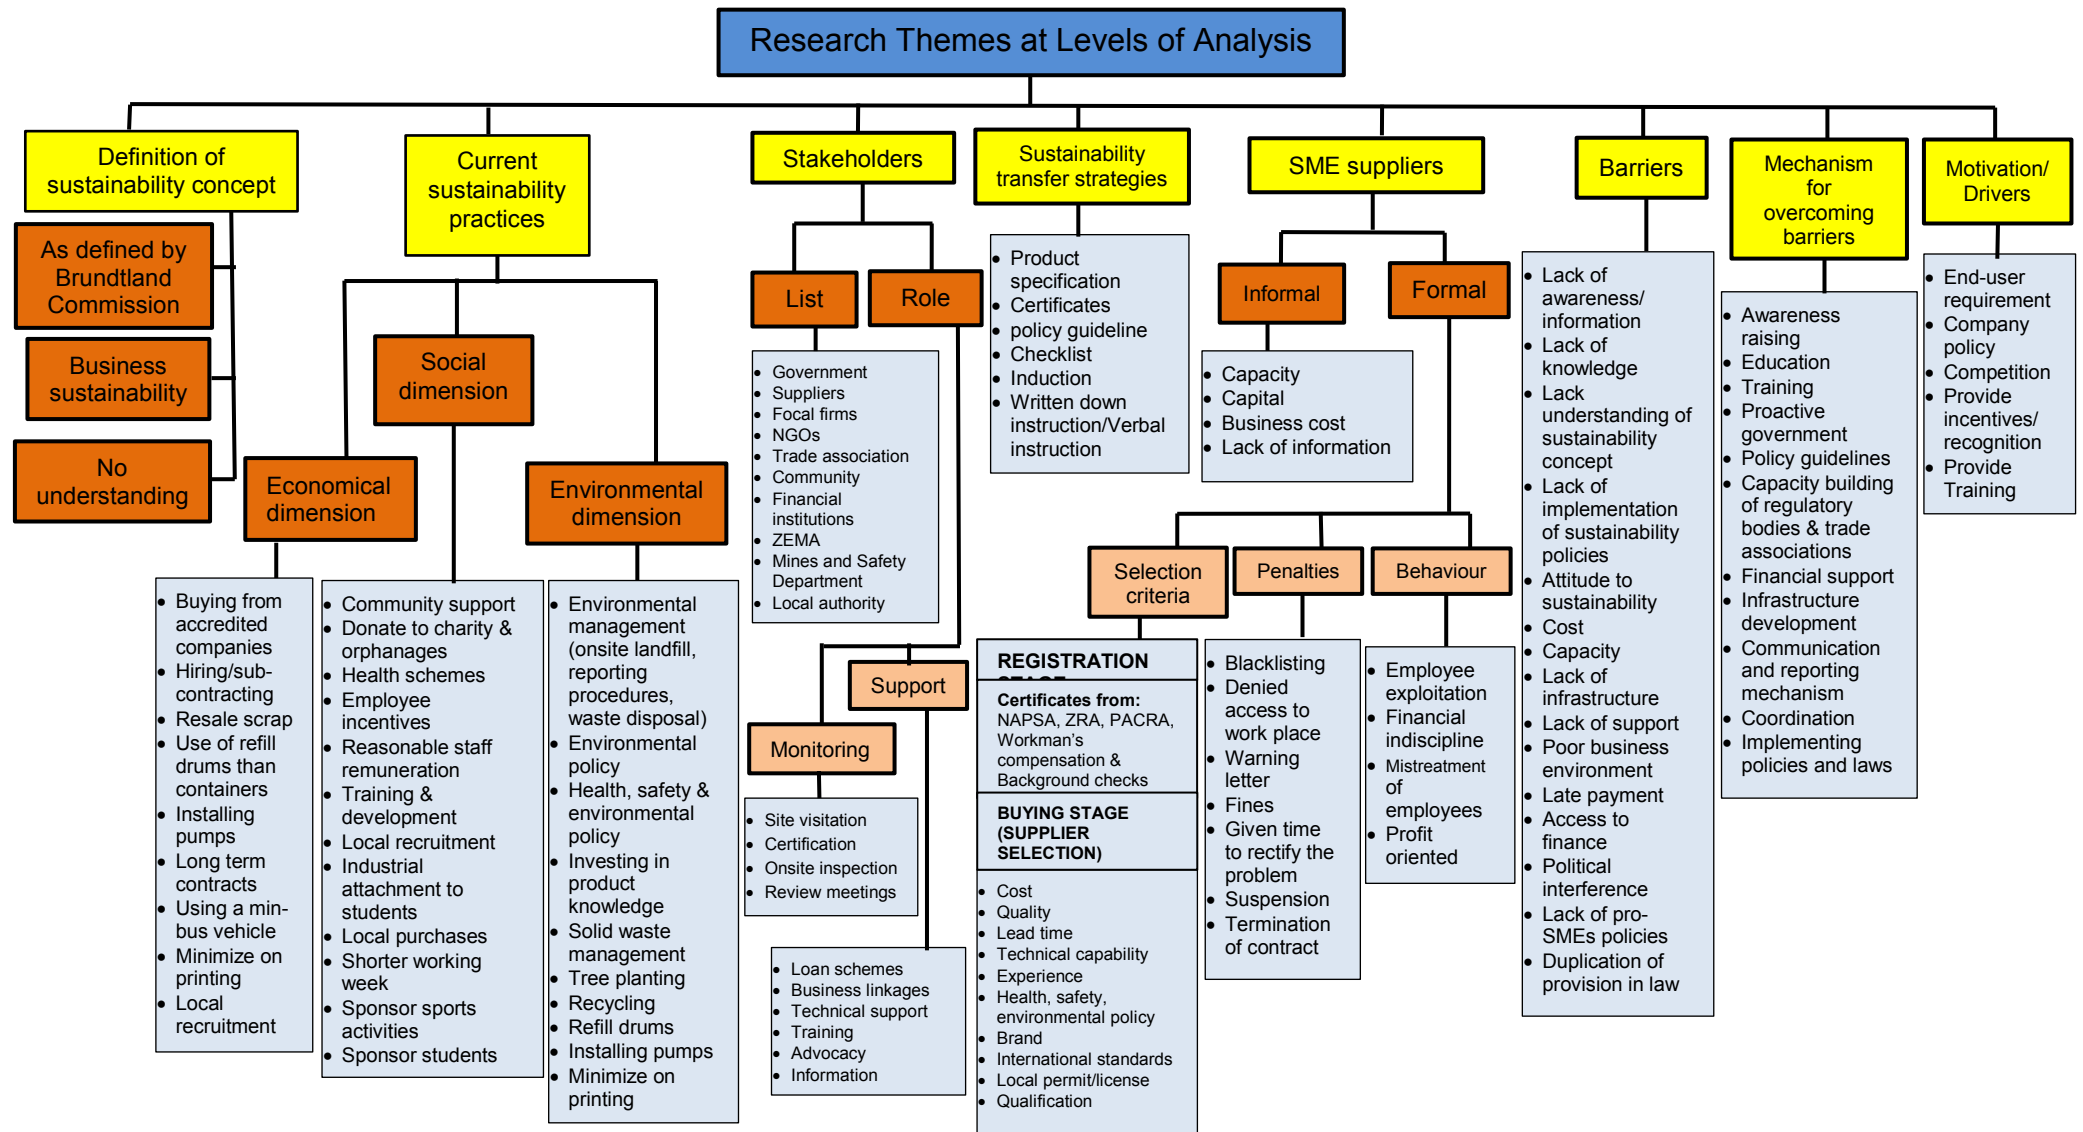 Research Themes at Levels of Analysis
Definition of
sustainability concept
As defined by
Brundtland
Commission
Business
sustainability
No
understanding
Current
sustainability
practices
Economical
dimension
• Buying from
accredited
companies
• Hiring/sub-
contracting
• Resale scrap
• Use of refill
drums than
containers
• Installing
pumps
• Long term
contracts
• Using a min-
bus vehicle
• Minimize on
printing
• Local
recruitment
Social
dimension
• Community support
• Donate to charity &
orphanages
• Health schemes
• Employee
incentives
• Reasonable staff
remuneration
• Training &
development
• Local recruitment
• Industrial
attachment to
students
• Local purchases
• Shorter working
week
• Sponsor sports
activities
• Sponsor students
Environmental
dimension
• Environmental
management
(onsite landfill,
reporting
procedures,
waste disposal)
• Environmental
policy
• Health, safety &
environmental
policy
• Investing in
product
knowledge
• Solid waste
management
• Tree planting
• Recycling
• Refill drums
• Installing pumps
• Minimize on
printing
Stakeholders
List
• Government
• Suppliers
• Focal firms
• NGOs
• Trade association
• Community
• Financial
institutions
• ZEMA
• Mines and Safety
Department
• Local authority
Role
Monitoring
• Site visitation
• Certification
• Onsite inspection
• Review meetings
Support
• Loan schemes
• Business linkages
• Technical support
• Training
• Advocacy
• Information
Sustainability
transfer strategies
• Product
specification
• Certificates
• policy guideline
• Checklist
• Induction
• Written down
instruction/Verbal
instruction
SME suppliers
Informal
• Capacity
• Capital
• Business cost
• Lack of information
Formal
Selection
criteria
REGISTRATION
STAGE
Certificates from:
NAPSA, ZRA, PACRA,
Workman's
compensation &
Background checks
BUYING STAGE
(SUPPLIER
SELECTION)
• Cost
• Quality
• Lead time
• Technical capability
• Experience
• Health, safety,
environmental policy
• Brand
• International standards
• Local permit/license
• Qualification
Penalties
• Blacklisting
• Denied
access to
work place
• Warning
letter
• Fines
• Given time
to rectify the
problem
• Suspension
• Termination
of contract
Behaviour
• Employee
exploitation
• Financial
indiscipline
• Mistreatment
of
employees
• Profit
oriented
Barriers
• Lack of
awareness/
information
• Lack of
knowledge
• Lack
understanding of
sustainability
concept
• Lack of
implementation
of sustainability
policies
• Attitude to
sustainability
• Cost
• Capacity
• Lack of
infrastructure
• Lack of support
• Poor business
environment
• Late payment
• Access to
finance
• Political
interference
• Lack of pro-
SMEs policies
• Duplication of
provision in law
Mechanism
for
overcoming
barriers
• Awareness
raising
• Education
• Training
• Proactive
government
• Policy guidelines
• Capacity building
of regulatory
bodies & trade
associations
• Financial support
• Infrastructure
development
• Communication
and reporting
mechanism
• Coordination
• Implementing
policies and laws
Motivation/
Drivers
• End-user
requirement
• Company
policy
• Competition
• Provide
incentives/
recognition
• Provide
Training